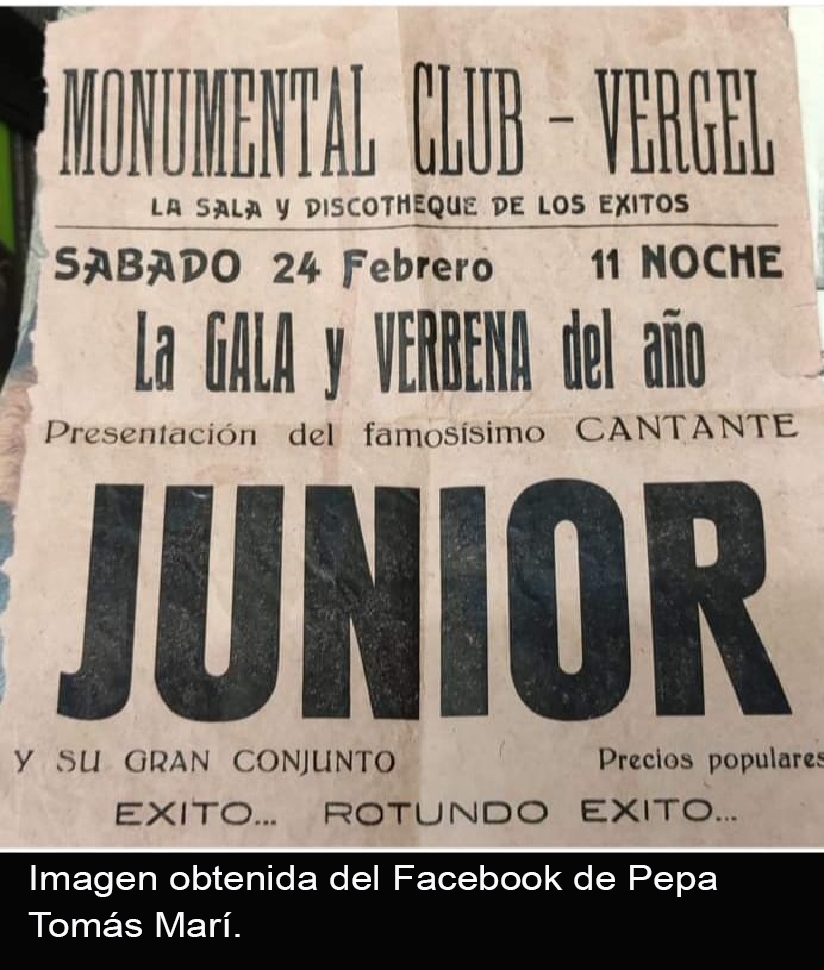 MONUMENTAL CLUB - VERGEL
LA SALA Y DISCOTHEQUE DE LOS EXITOS
SABADO 24 Febrero 11 NOCHE
La GALA y VERBENA del año
Presentación del famosísimo CANTANTE
JUNIOR
Y SU GRAN CONJUNTO Precios populares
EXITO... ROTUNDO EXITO...
Imagen obtenida del Facebook de Pepa
Tomás Marí.